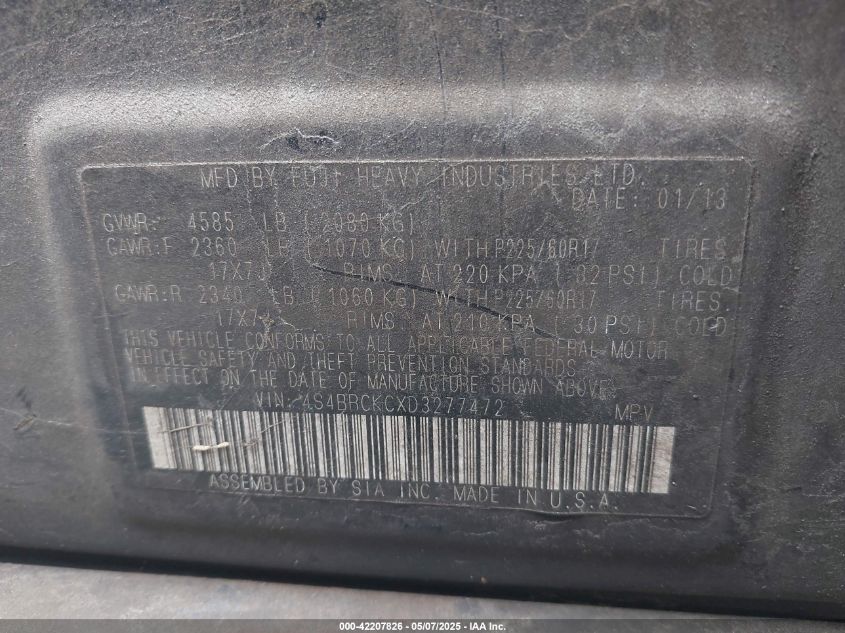 MFD BY FUJI HEAVY INDUSTRIES LTD.
DATE: 01/13
GVWR: 4585 LB ( 2080 KG)
GAWR:F 2360 LB ( 1070 KG) WITH P225/60R17 TIRES
17X7J RIMS. AT 220 KPA ( 32 PSI) COLD
GAWR:R 2340 LB ( 1060 KG) WITH P225/60R17 TIRES.
17X7J RIMS. AT 210 KPA ( 30 PSI) COLD
THIS VEHICLE CONFORMS TO ALL APPLICABLE FEDERAL MOTOR
VEHICLE SAFETY AND THEFT PREVENTION STANDARDS
IN EFFECT ON THE DATE OF MANUFACTURE SHOWN ABOVE.
VIN: 4S4BRCKCXD3277472 MPV
ASSEMBLED BY SIA INC. MADE IN U.S.A.
000-42207826 - 05/07/2025 - IAA Inc.